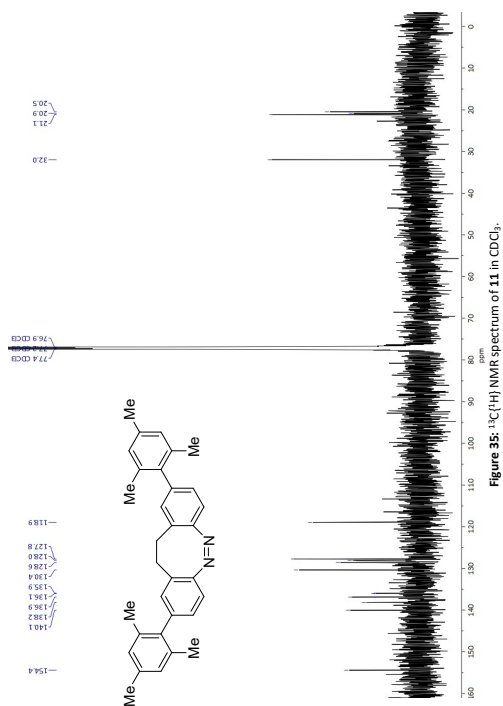 154.4
140.1
138.2
136.9
136.1
135.9
130.4
128.6
128.0
127.8
118.9
77.4 CDCl3
77.2 CDCl3
76.9 CDCl3
32.0
21.1
20.9
20.5
Me
Me
Me
Me
Me
Me
N=N
160
150
140
130
120
110
100
90
80
70
60
50
40
30
20
10
0
ppm
Figure 35: ¹³C{¹H} NMR spectrum of 11 in CDCl₃.